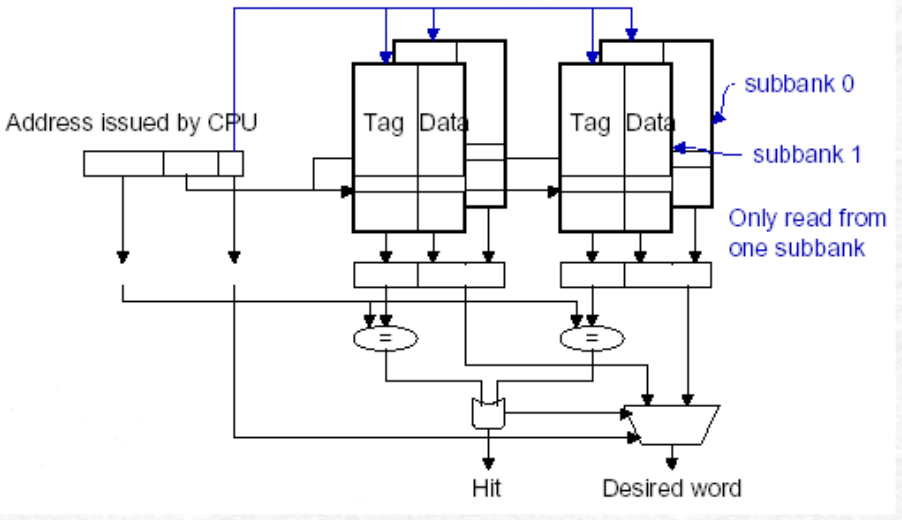 subbank 0
Address issued by CPU
Tag Data
Tag Data
subbank 1
Only read from
one subbank
=
=
Hit
Desired word